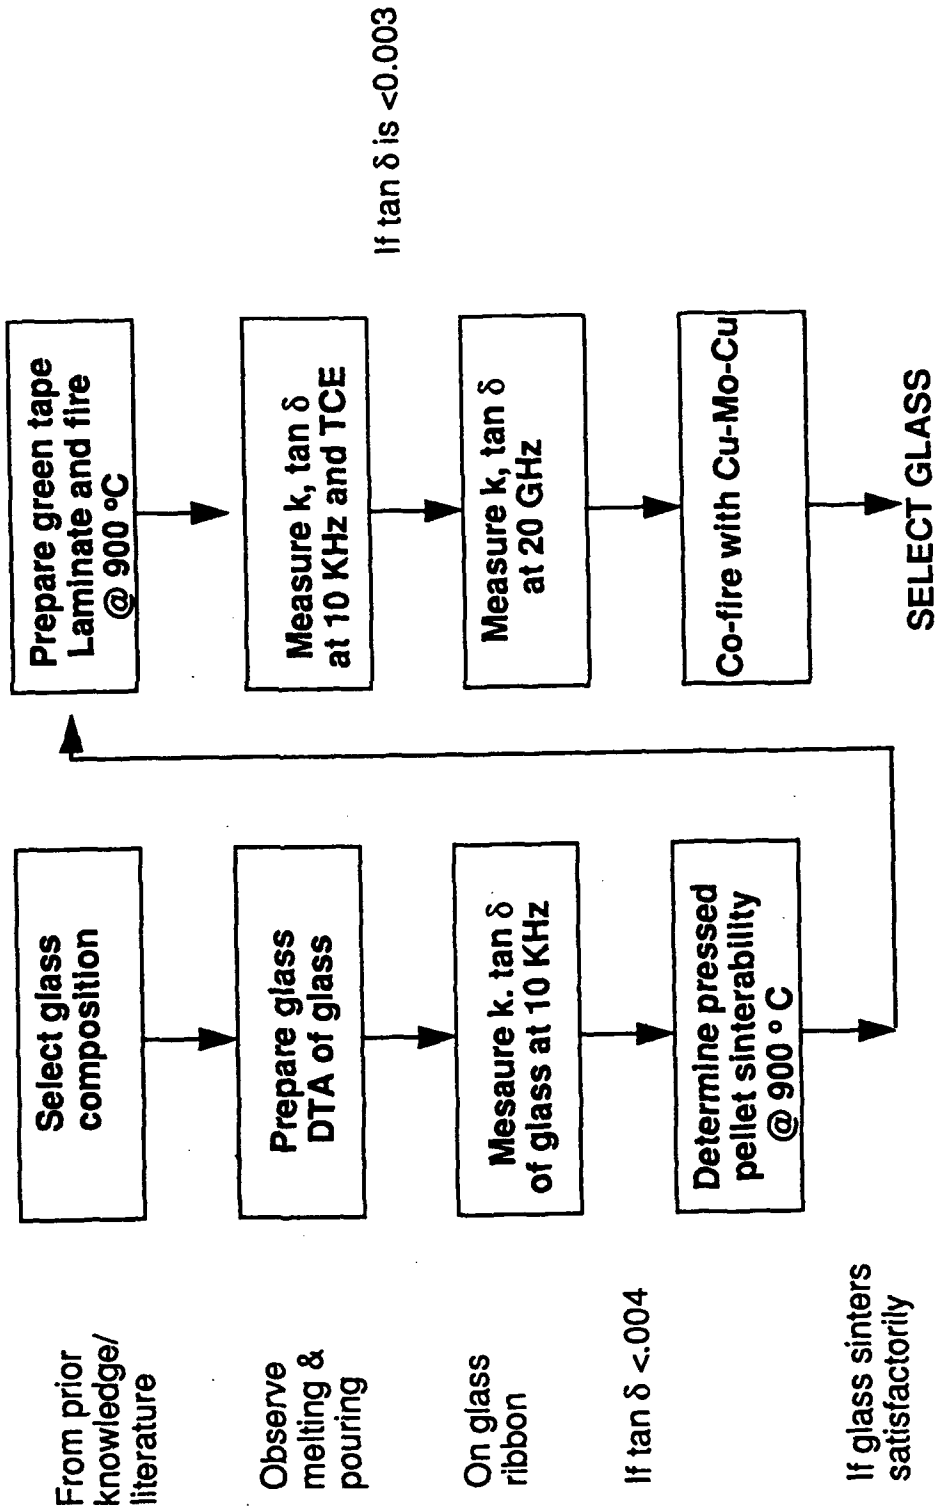 From prior
knowledge/
literature
Select glass
composition
Observe
melting &
pouring
Prepare glass
DTA of glass
On glass
ribbon
Mesaure k. tan δ
of glass at 10 KHz
If tan δ <.004
Determine pressed
pellet sinterability
@ 900 º C
If glass sinters
satisfactorily
Prepare green tape
Laminate and fire
@ 900 ºC
Measure k, tan δ
at 10 KHz and TCE
If tan δ is <0.003
Measure k, tan δ
at 20 GHz
Co-fire with Cu-Mo-Cu
SELECT GLASS